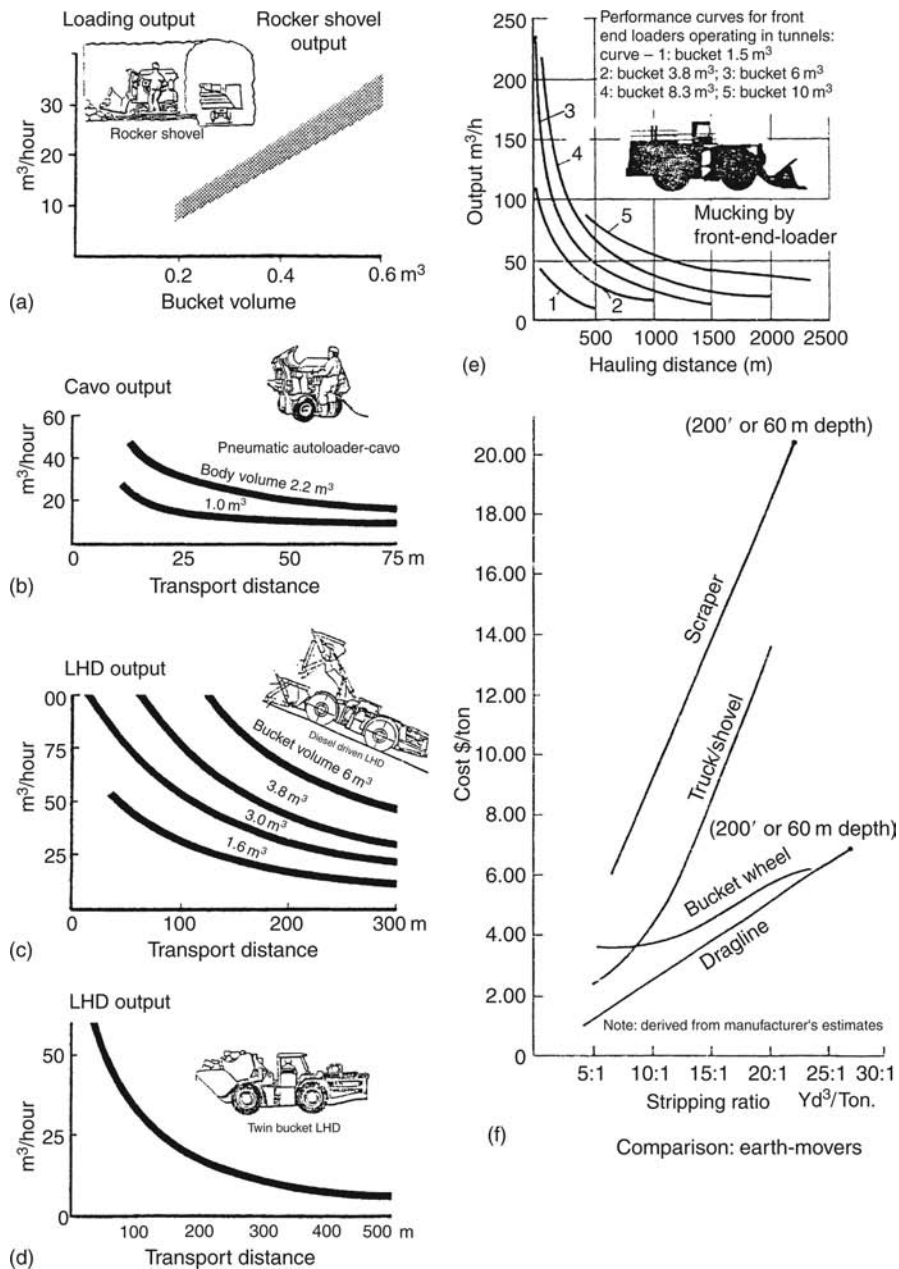 Loading output
Rocker shovel
output
m³/hour
30
20
10
Rocker shovel
0.2
0.4
0.6 m³
Bucket volume
(a)
Cavo output
m³/hour
60
40
20
Pneumatic autoloader-cavo
Body volume 2.2 m³
1.0 m³
0
25
50
75 m
Transport distance
(b)
LHD output
m³/hour
00
75
50
25
Diesel driven LHD
Bucket volume 6 m³
3.8 m³
3.0 m³
1.6 m³
0
100
200
300 m
Transport distance
(c)
LHD output
m³/hour
50
25
0
Twin bucket LHD
100
200
300
400
500 m
Transport distance
(d)
Performance curves for front
end loaders operating in tunnels:
curve – 1: bucket 1.5 m³
2: bucket 3.8 m³; 3: bucket 6 m³
4: bucket 8.3 m³; 5: bucket 10 m³
Output m³/h
250
200
150
100
50
0
3
4
5
1
2
Mucking by
front-end-loader
500
1000
1500
2000
2500
Hauling distance (m)
(e)
(200' or 60 m depth)
Cost $/ton
20.00
18.00
16.00
14.00
12.00
10.00
8.00
6.00
4.00
2.00
0
Scraper
Truck/shovel
(200' or 60 m depth)
Bucket wheel
Dragline
Note: derived from manufacturer's estimates
5:1
10:1
15:1
20:1
25:1
30:1
Stripping ratio
Yd³/Ton.
(f)
Comparison: earth-movers